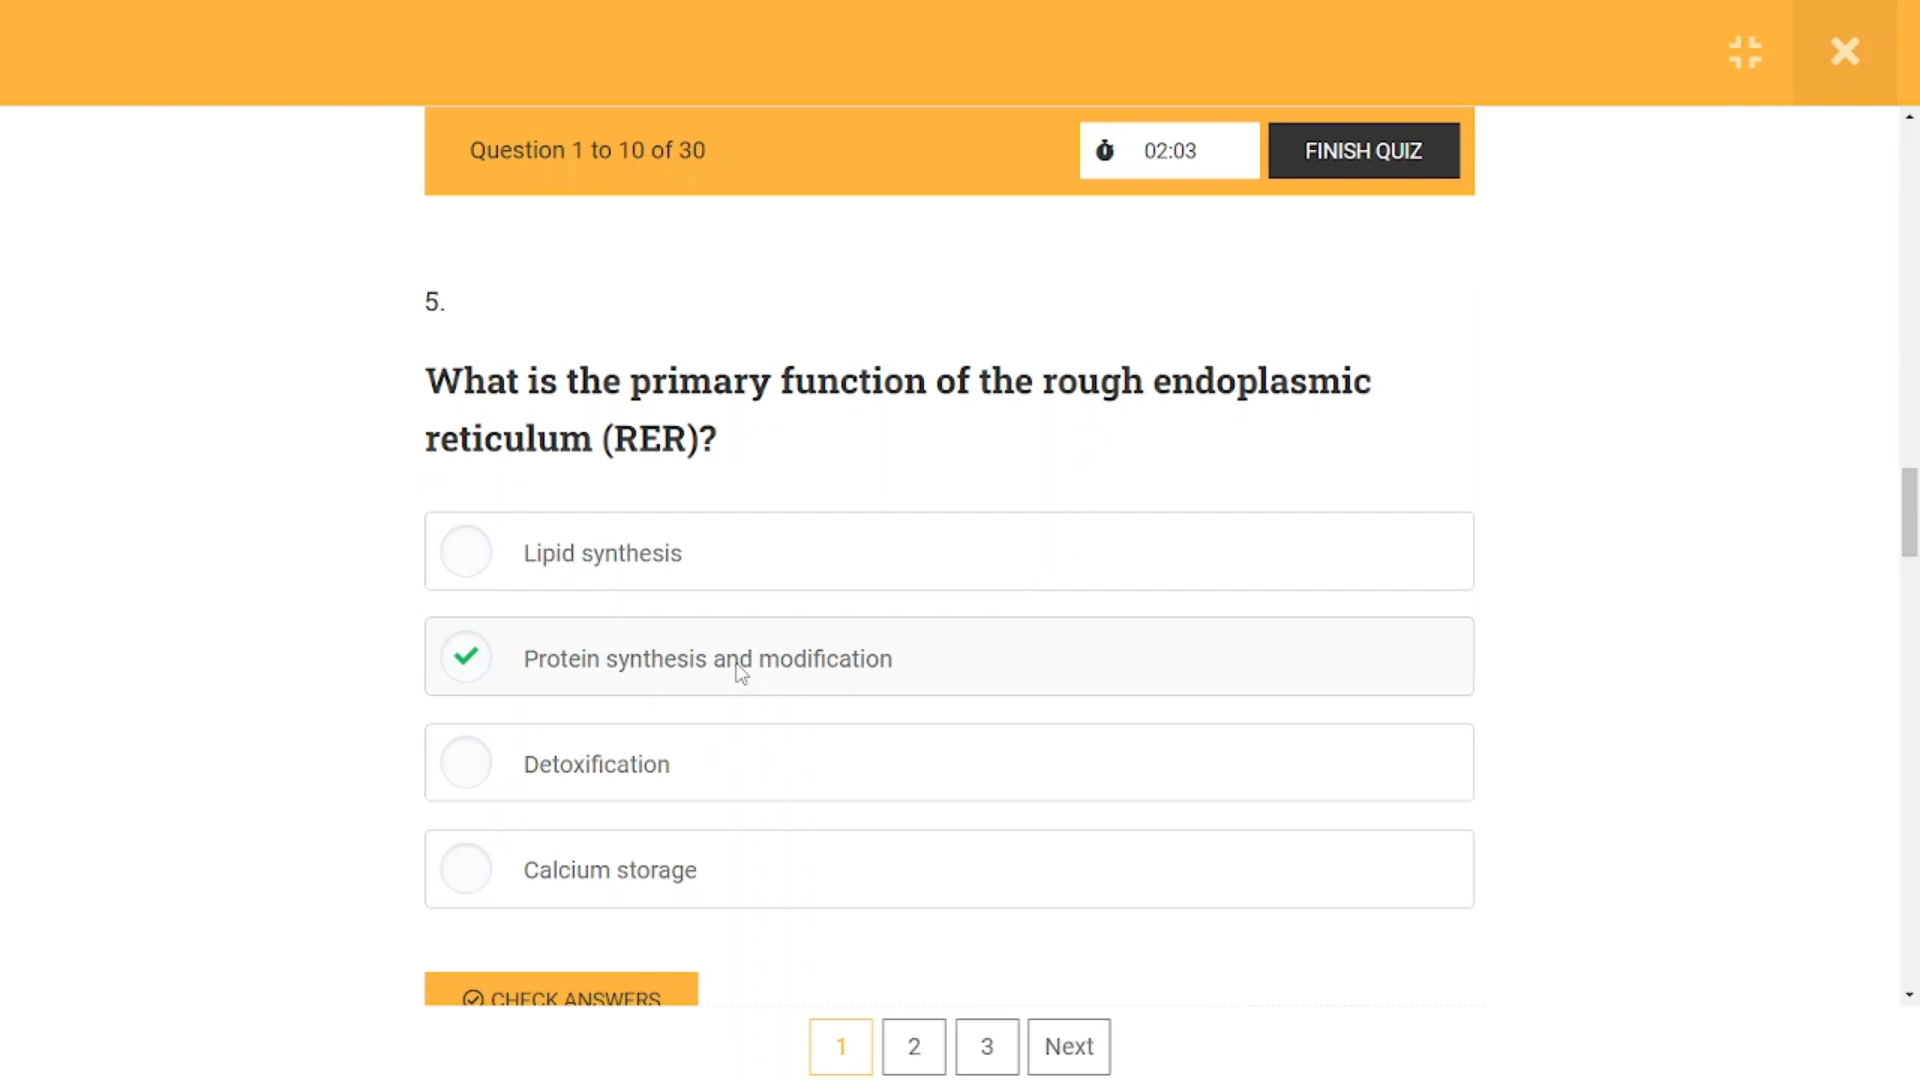 Question 1 to 10 of 30
02:03
FINISH QUIZ
5.
What is the primary function of the rough endoplasmic
reticulum (RER)?
Lipid synthesis
Protein synthesis and modification
Detoxification
Calcium storage
CHECK ANSWERS
1
2
3
Next